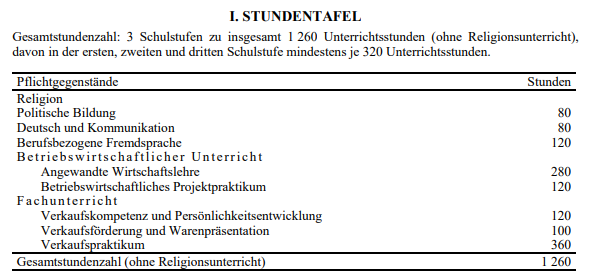 I. STUNDENTAFEL
Gesamtstundenzahl: 3 Schulstufen zu insgesamt 1 260 Unterrichtsstunden (ohne Religionsunterricht),
davon in der ersten, zweiten und dritten Schulstufe mindestens je 320 Unterrichtsstunden.
Pflichtgegenstände Stunden
Religion
Politische Bildung 80
Deutsch und Kommunikation 80
Berufsbezogene Fremdsprache 120
Betriebswirtschaftlicher Unterricht
Angewandte Wirtschaftslehre 280
Betriebswirtschaftliches Projektpraktikum 120
Fachunterricht
Verkaufskompetenz und Persönlichkeitsentwicklung 120
Verkaufsförderung und Warenpräsentation 100
Verkaufspraktikum 360
Gesamtstundenzahl (ohne Religionsunterricht) 1 260